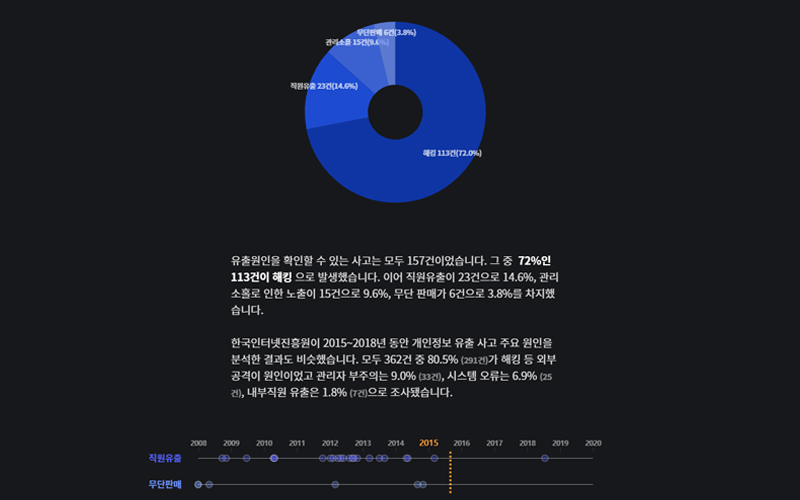 무단판매 6건(3.8%)
관리소홀 15건(9.6%)
직원유출 23건(14.6%)
해킹 113건(72.0%)
유출원인을 확인할 수 있는 사고는 모두 157건이었습니다. 그 중 72%인
113건이 해킹 으로 발생했습니다. 이어 직원유출이 23건으로 14.6%, 관리
소홀로 인한 노출이 15건으로 9.6%, 무단 판매가 6건으로 3.8%를 차지했
습니다.
한국인터넷진흥원이 2015~2018년 동안 개인정보 유출 사고 주요 원인을
분석한 결과도 비슷했습니다. 모두 362건 중 80.5% (291건)가 해킹 등 외부
공격이 원인이었고 관리자 부주의는 9.0% (33건), 시스템 오류는 6.9% (25
건), 내부직원 유출은 1.8% (7건)으로 조사됐습니다.
2008 2009 2010 2011 2012 2013 2014 2015 2016 2017 2018 2019 2020
직원유출
무단판매